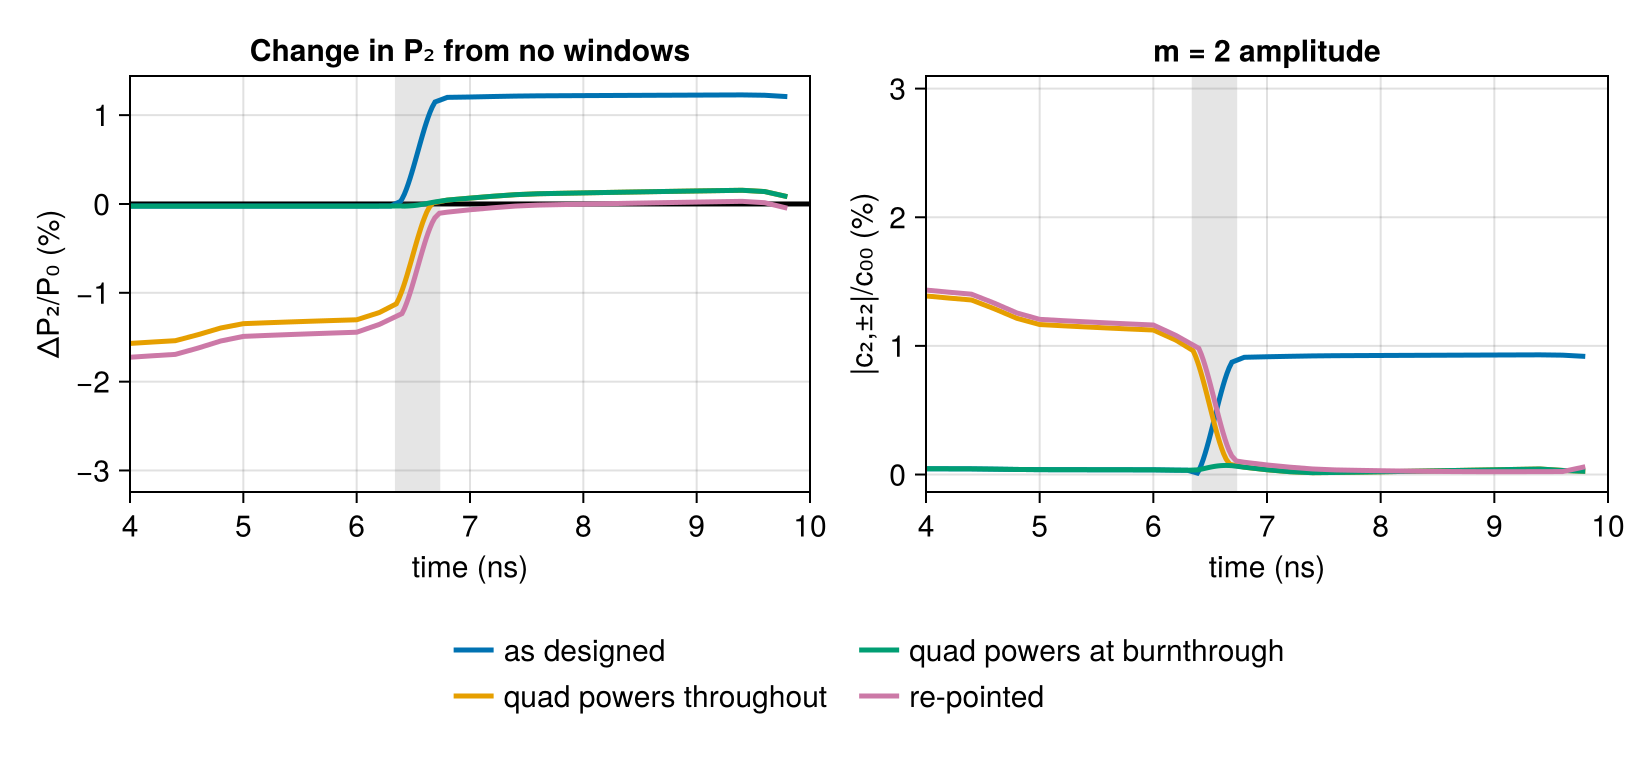 Change in P₂ from no windows
ΔP₂/P₀ (%)
1
0
−1
−2
−3
4 5 6 7 8 9 10
time (ns)
m = 2 amplitude
|c₂,±₂|/c₀₀ (%)
3
2
1
0
4 5 6 7 8 9 10
time (ns)
as designed
quad powers at burnthrough
quad powers throughout
re-pointed